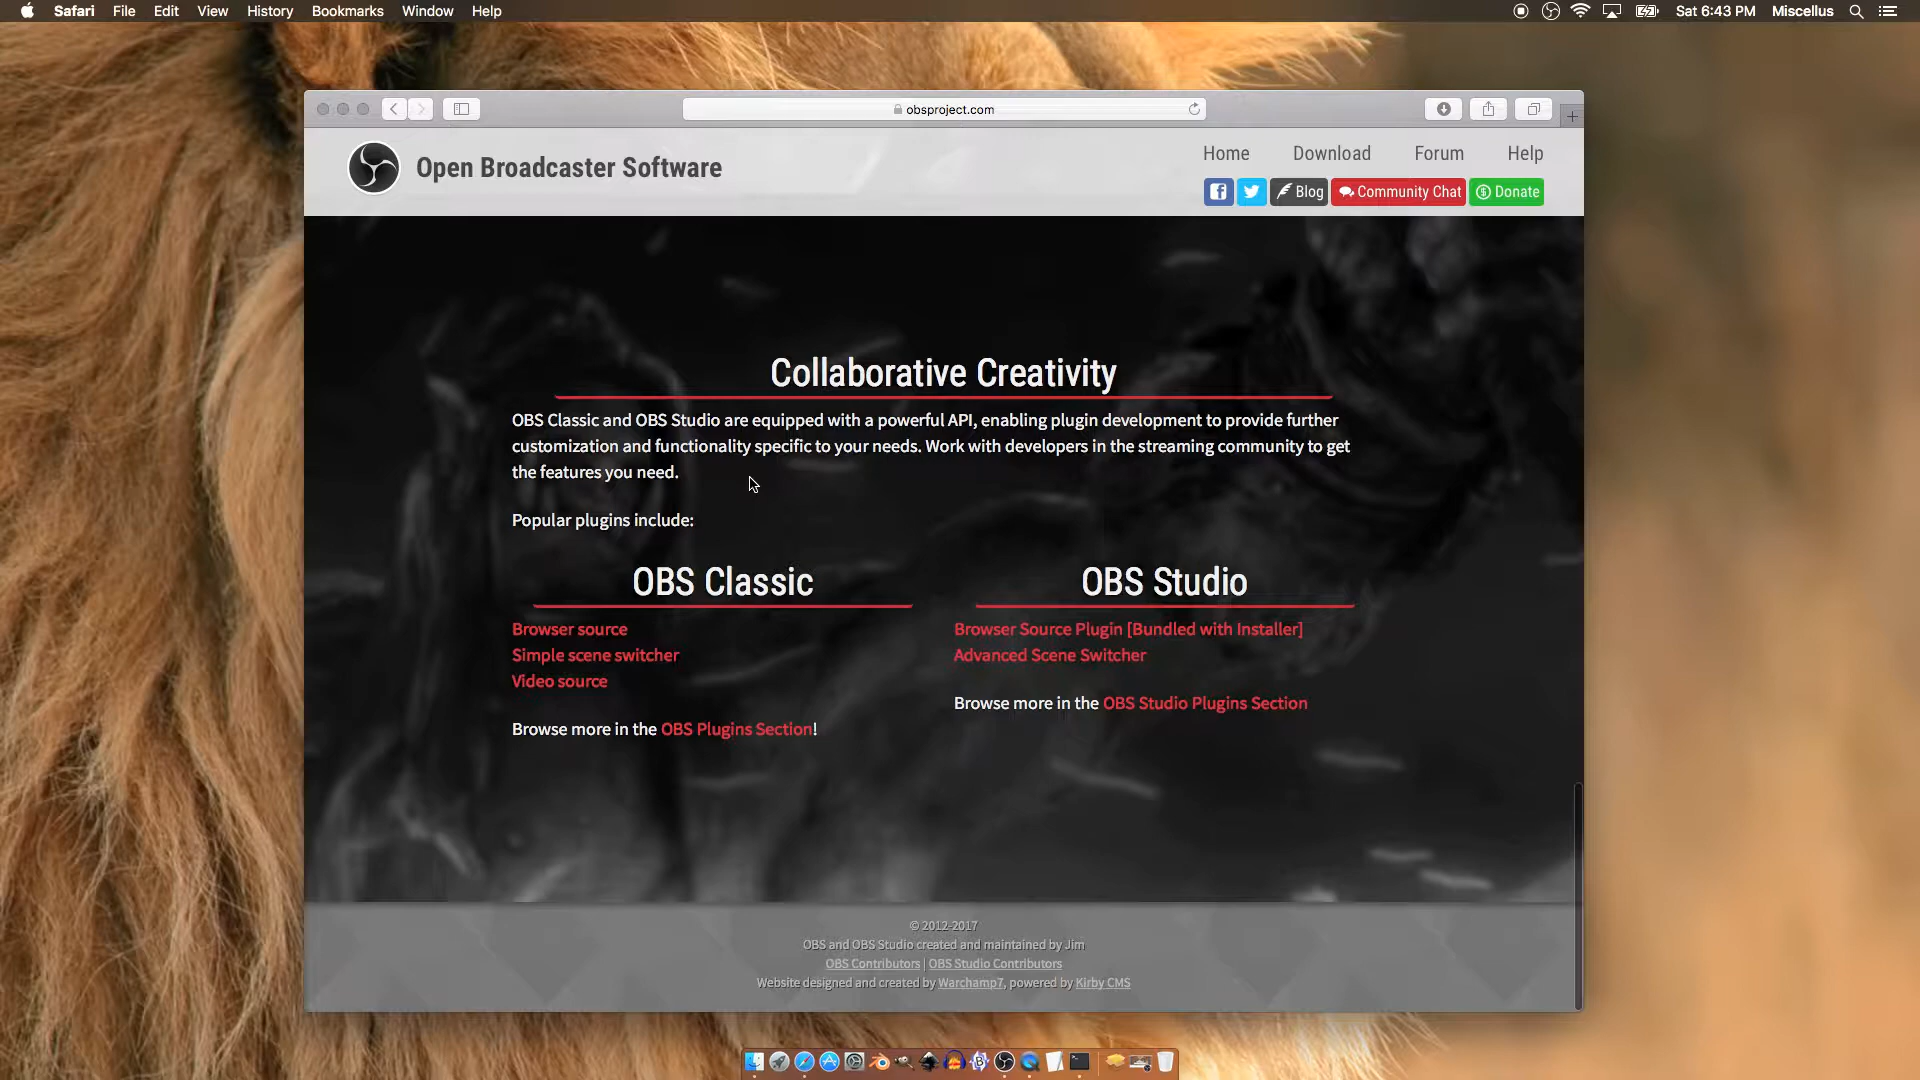 Safari File Edit View History Bookmarks Window Help
Sat 6:43 PM Miscellus
obsproject.com
Open Broadcaster Software
Home Download Forum Help
Blog Community Chat Donate
Collaborative Creativity
OBS Classic and OBS Studio are equipped with a powerful API, enabling plugin development to provide further
customization and functionality specific to your needs. Work with developers in the streaming community to get
the features you need.
Popular plugins include:
OBS Classic
Browser source
Simple scene switcher
Video source
Browse more in the OBS Plugins Section!
OBS Studio
Browser Source Plugin [Bundled with Installer]
Advanced Scene Switcher
Browse more in the OBS Studio Plugins Section
© 2012-2017
OBS and OBS Studio created and maintained by Jim
OBS Contributors | OBS Studio Contributors
Website designed and created by Warchamp7, powered by Kirby CMS